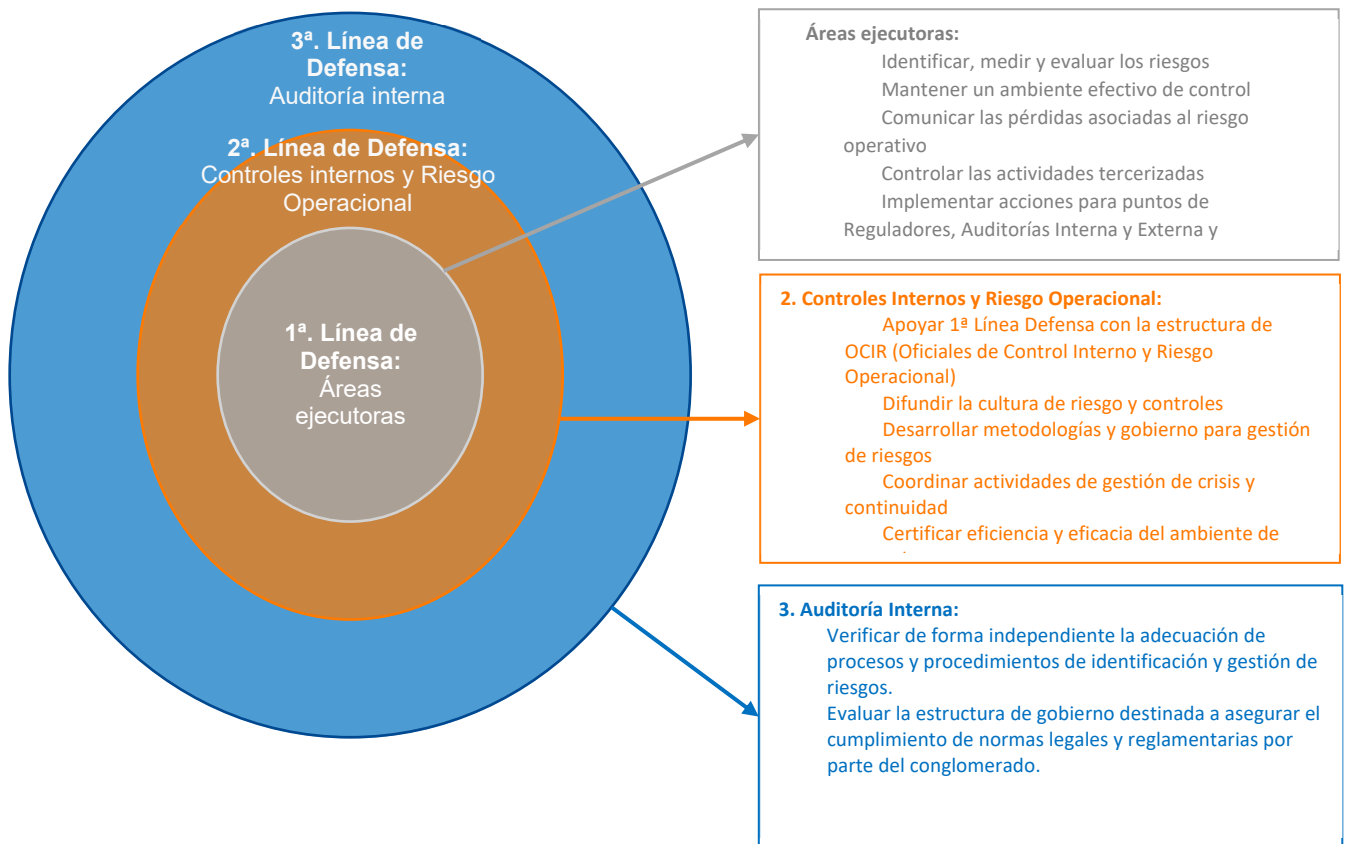 3ª. Línea de
Defensa:
Auditoría interna
2ª. Línea de Defensa:
Controles internos y Riesgo
Operacional
1ª. Línea de
Defensa:
Áreas
ejecutoras
Áreas ejecutoras:
Identificar, medir y evaluar los riesgos
Mantener un ambiente efectivo de control
Comunicar las pérdidas asociadas al riesgo
operativo
Controlar las actividades tercerizadas
Implementar acciones para puntos de
Reguladores, Auditorías Interna y Externa y
2. Controles Internos y Riesgo Operacional:
Apoyar 1ª Línea Defensa con la estructura de
OCIR (Oficiales de Control Interno y Riesgo
Operacional)
Difundir la cultura de riesgo y controles
Desarrollar metodologías y gobierno para gestión
de riesgos
Coordinar actividades de gestión de crisis y
continuidad
Certificar eficiencia y eficacia del ambiente de
3. Auditoría Interna:
Verificar de forma independiente la adecuación de
procesos y procedimientos de identificación y gestión de
riesgos.
Evaluar la estructura de gobierno destinada a asegurar el
cumplimiento de normas legales y reglamentarias por
parte del conglomerado.